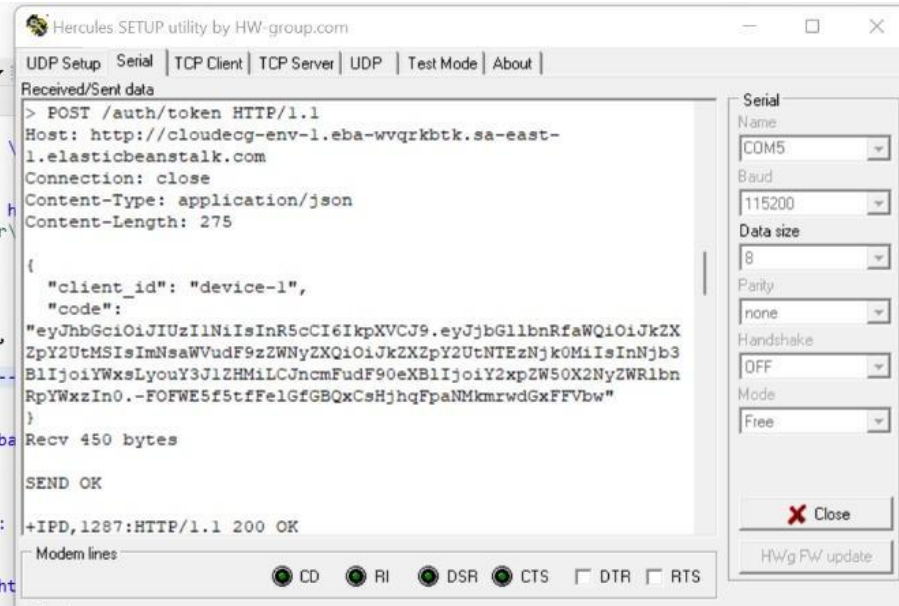 Hercules SETUP utility by HW-group.com
UDP Setup Serial TCP Client TCP Server UDP Test Mode About
Received/Sent data
> POST /auth/token HTTP/1.1
Host: http://cloudecg-env-1.eba-wvqrkbtk.sa-east-
1.elasticbeanstalk.com
Connection: close
Content-Type: application/json
Content-Length: 275
{
"client_id": "device-1",
"code":
"eyJhbGciOiJIUzI1NiIsInR5cCI6IkpXVCJ9.eyJjbGllbnRfaWQiOiJkZX
ZpY2UtMSIsImNsaWVudF9zZWNyZXQiOiJkZXZpY2UtNTEzNjk0MiIsInNjb3
BlIjoiYWxsLyouY3J1ZHMiLCJncmFudF90eXBlIjoiY2xpZW50X2NyZWRlbn
RpYWxzIn0.-FOFWE5f5tfFelGfGBQxCsHjhqFpaNMkmrwdGxFFVbw"
}
Recv 450 bytes
SEND OK
+IPD,1287:HTTP/1.1 200 OK
Serial
Name
COM5
Baud
115200
Data size
8
Parity
none
Handshake
OFF
Mode
Free
Close
HWg FW update
Modem lines
CD RI DSR CTS DTR RTS